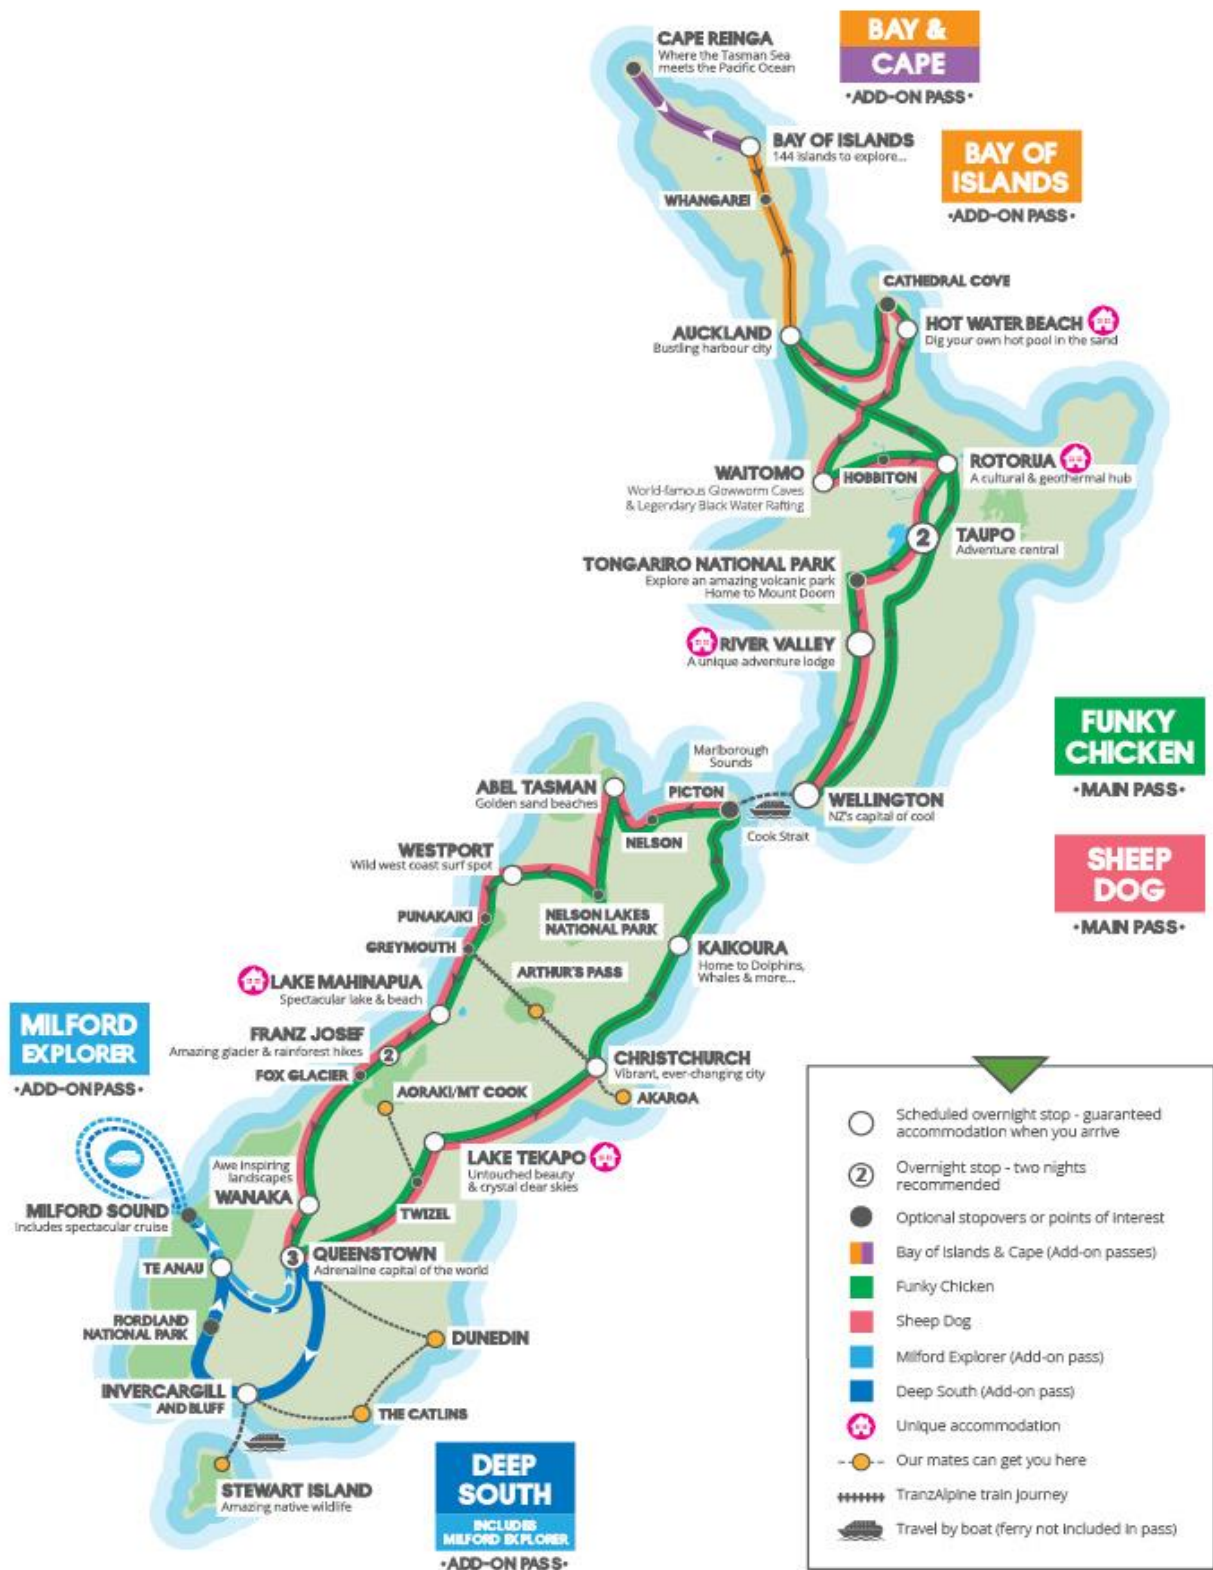 CAPE REINGA
Where the Tasman Sea
meets the Pacific Ocean
BAY &
CAPE
•ADD-ON PASS•
BAY OF ISLANDS
144 islands to explore...
BAY OF
ISLANDS
•ADD-ON PASS•
WHANGAREI
CATHEDRAL COVE
AUCKLAND
Bustling harbour city
HOT WATER BEACH
Dig your own hot pool in the sand
WAITOMO
World-famous Glowworm Caves
& Legendary Black Water Rafting
HOBBITON
ROTORUA
A cultural & geothermal hub
2
TAUPO
Adventure central
TONGARIRO NATIONAL PARK
Explore an amazing volcanic park
Home to Mount Doom
RIVER VALLEY
A unique adventure lodge
FUNKY
CHICKEN
•MAIN PASS•
Marlborough
Sounds
ABEL TASMAN
Golden sand beaches
PICTON
WELLINGTON
NZ's capital of cool
Cook Strait
NELSON
SHEEP
DOG
•MAIN PASS•
WESTPORT
Wild west coast surf spot
PUNAKAIKI
NELSON LAKES
NATIONAL PARK
GREYMOUTH
KAIKOURA
Home to Dolphins,
Whales & more...
ARTHUR'S PASS
LAKE MAHINAPUA
Spectacular lake & beach
MILFORD
EXPLORER
•ADD-ON PASS•
FRANZ JOSEF
Amazing glacier & rainforest hikes
2
FOX GLACIER
CHRISTCHURCH
Vibrant, ever-changing city
AORAKI/MT COOK
AKAROA
LAKE TEKAPO
Untouched beauty
& crystal clear skies
Awe inspiring
landscapes
WANAKA
TWIZEL
MILFORD SOUND
Includes spectacular cruise
3
QUEENSTOWN
Adrenaline capital of the world
TE ANAU
FIORDLAND
NATIONAL PARK
DUNEDIN
INVERCARGILL
AND BLUFF
THE CATLINS
STEWART ISLAND
Amazing native wildlife
DEEP
SOUTH
INCLUDES
MILFORD EXPLORER
•ADD-ON PASS•
Scheduled overnight stop - guaranteed
accommodation when you arrive
2
Overnight stop - two nights
recommended
Optional stopovers or points of interest
Bay of Islands & Cape (Add-on passes)
Funky Chicken
Sheep Dog
Milford Explorer (Add-on pass)
Deep South (Add-on pass)
Unique accommodation
Our mates can get you here
TranzAlpine train journey
Travel by boat (ferry not included in pass)